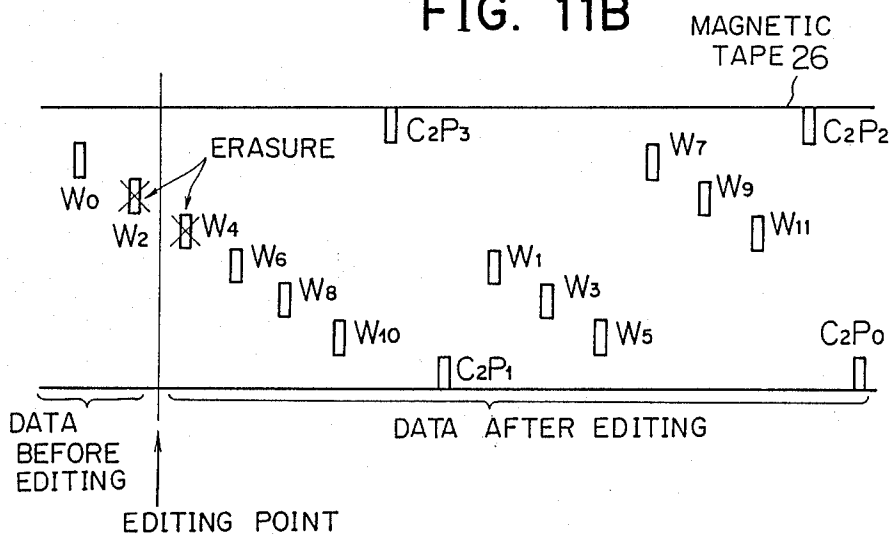 FIG. 11B
MAGNETIC
TAPE 26
C2P3
C2P2
ERASURE
W7
W0
W9
W2
W4
W11
W6
W1
W8
W3
W10
W5
C2P0
C2P1
DATA
BEFORE
EDITING
DATA AFTER EDITING
EDITING POINT